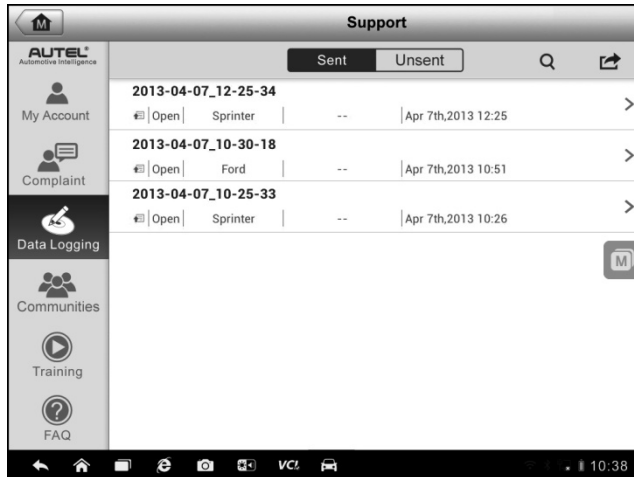 M
Support
AUTEL®
Automotive Intelligence
Sent
Unsent
My Account
Complaint
Data Logging
Communities
Training
FAQ
2013-04-07_12-25-34
Open Sprinter -- Apr 7th,2013 12:25
2013-04-07_10-30-18
Open Ford -- Apr 7th,2013 10:51
2013-04-07_10-25-33
Open Sprinter -- Apr 7th,2013 10:26
M
VCI
10:38